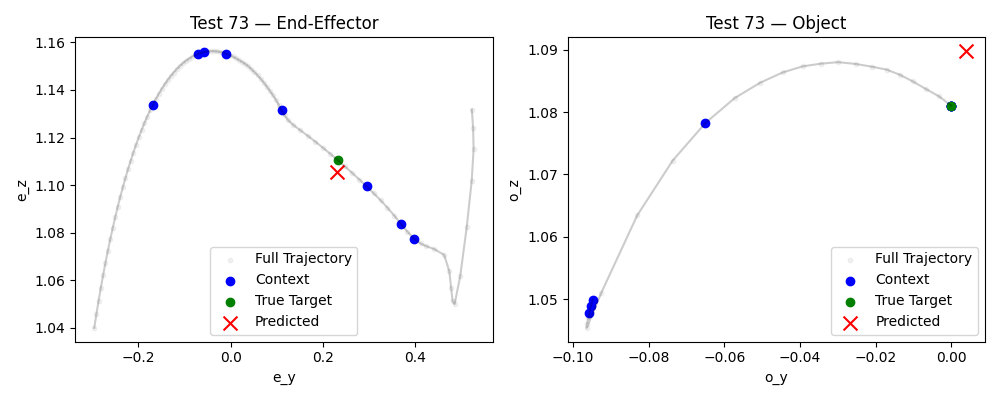 Test 73 — End-Effector
1.16
1.14
1.12
1.10
1.08
1.06
1.04
e_z
−0.2
0.0
0.2
0.4
e_y
Full Trajectory
Context
True Target
Predicted
Test 73 — Object
1.09
1.08
1.07
1.06
1.05
o_z
−0.10
−0.08
−0.06
−0.04
−0.02
0.00
o_y
Full Trajectory
Context
True Target
Predicted